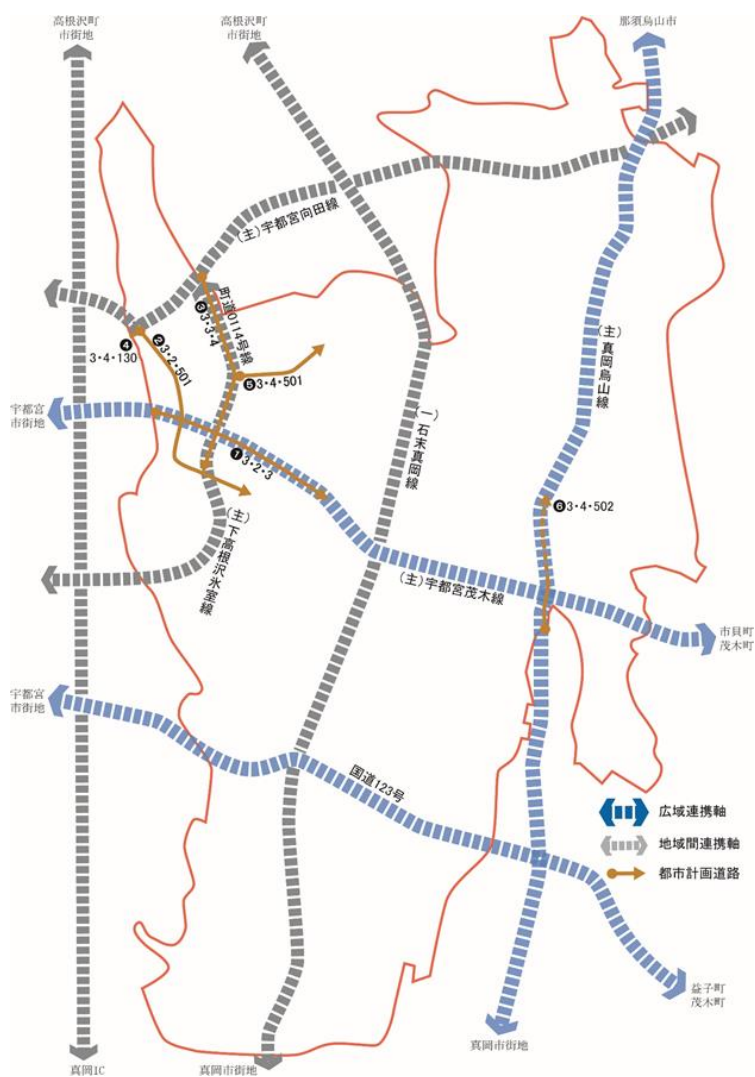 高根沢町
市街地
高根沢町
市街地
那須烏山市
(主)宇都宮向田線
町道0114号線
❸3・3・4
❹
3・4・130
❷3・2・501
❺3・4・501
(主)真岡烏山線
宇都宮
市街地
(一)石末真岡線
❶3・2・3
❻3・4・502
(主)下高根沢氷室線
(主)宇都宮茂木線
市貝町
茂木町
宇都宮
市街地
国道123号
広域連携軸
地域間連携軸
都市計画道路
益子町
茂木町
真岡市街地
真岡IC
真岡市街地